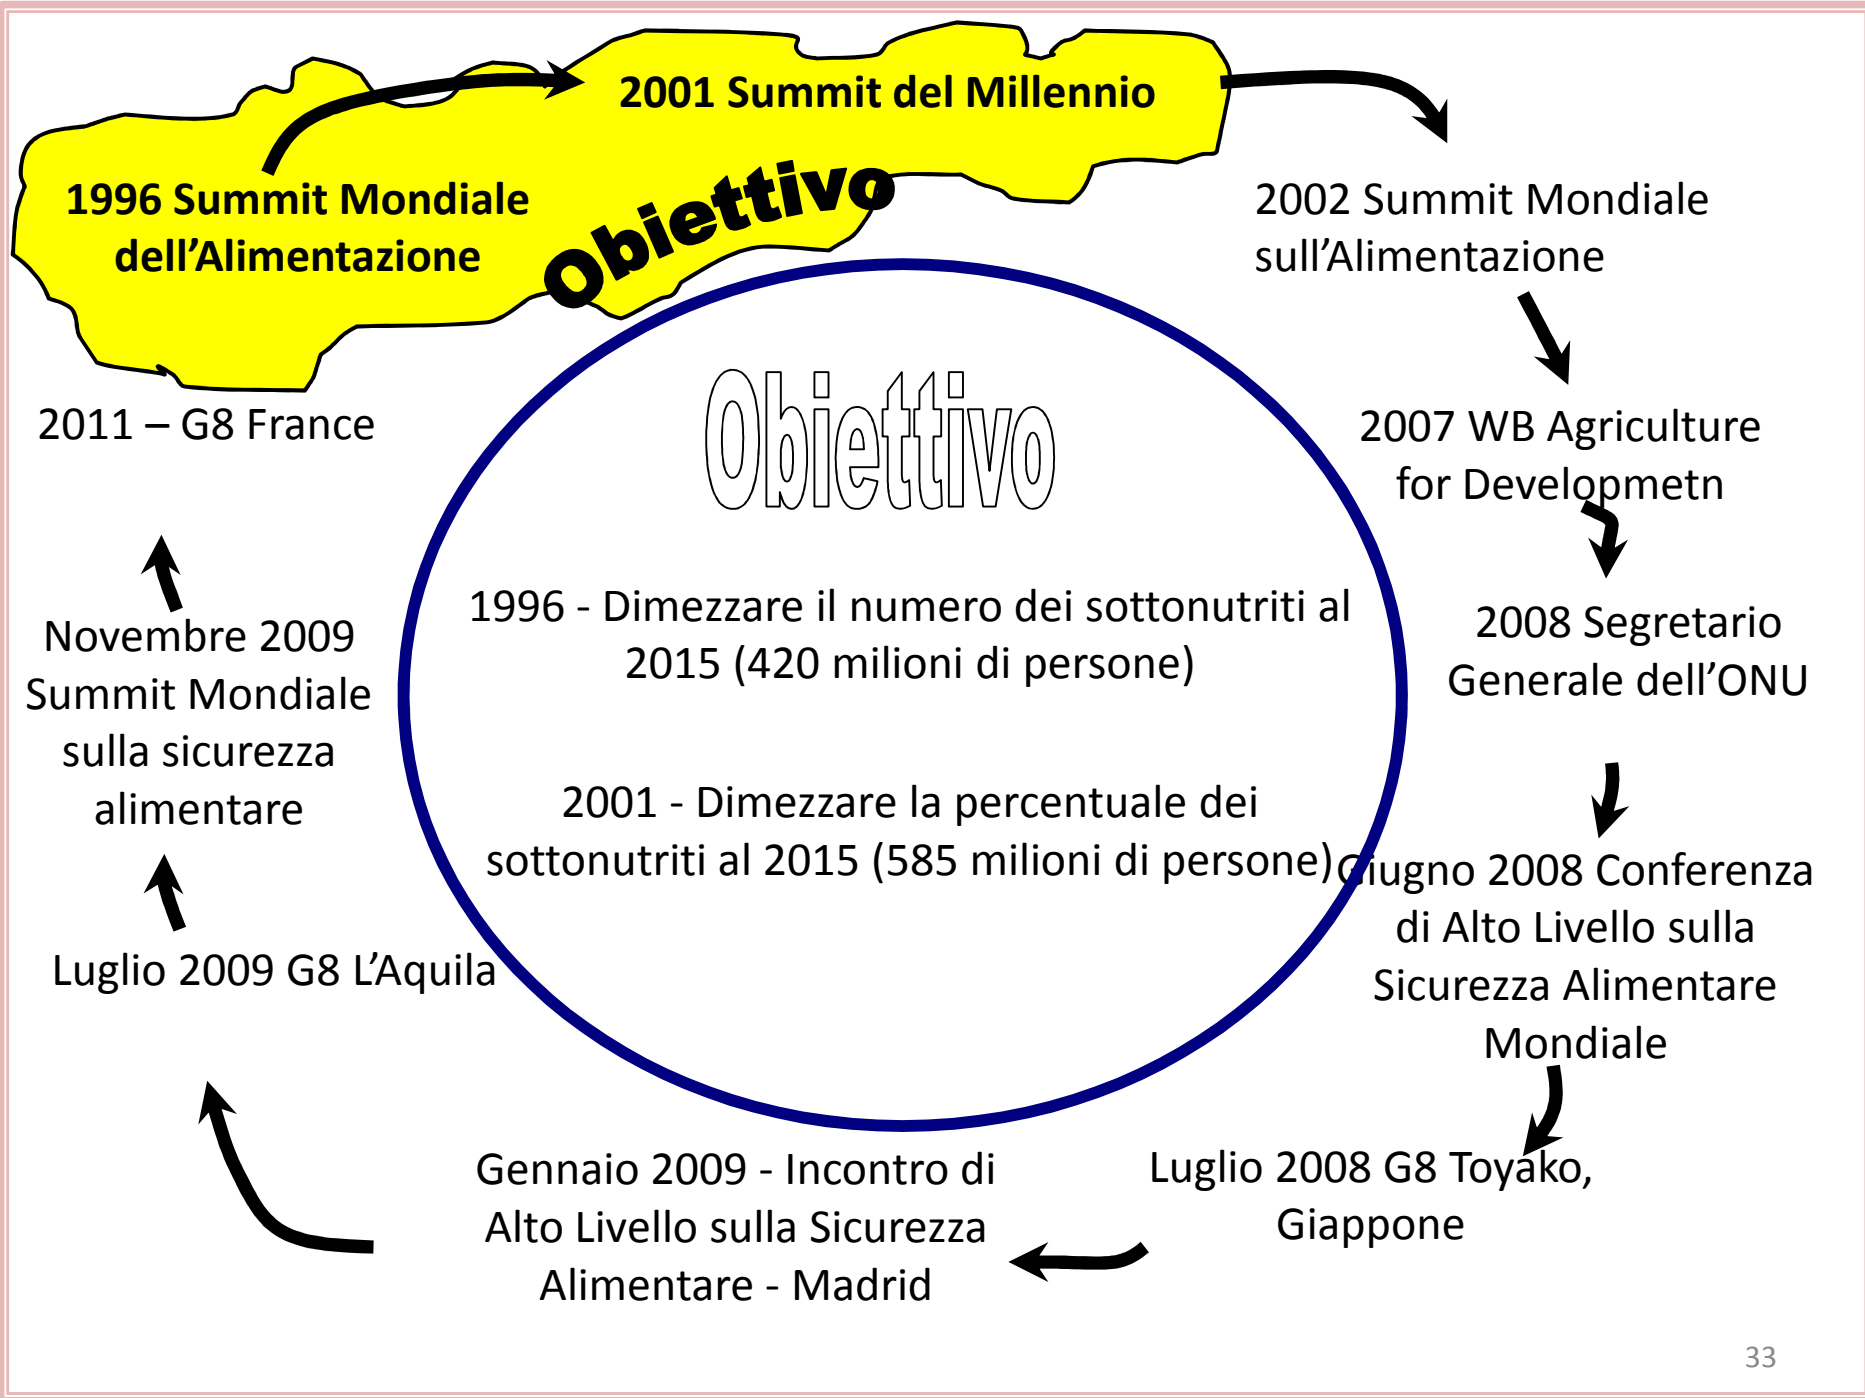 2001 Summit del Millennio
1996 Summit Mondiale
dell’Alimentazione
Obiettivo
2002 Summit Mondiale
sull’Alimentazione
2007 WB Agriculture
for Developmetn
2008 Segretario
Generale dell’ONU
Giugno 2008 Conferenza
di Alto Livello sulla
Sicurezza Alimentare
Mondiale
Luglio 2008 G8 Toyako,
Giappone
Gennaio 2009 - Incontro di
Alto Livello sulla Sicurezza
Alimentare - Madrid
Luglio 2009 G8 L’Aquila
Novembre 2009
Summit Mondiale
sulla sicurezza
alimentare
2011 – G8 France
Obiettivo
1996 - Dimezzare il numero dei sottonutriti al
2015 (420 milioni di persone)
2001 - Dimezzare la percentuale dei
sottonutriti al 2015 (585 milioni di persone)
33